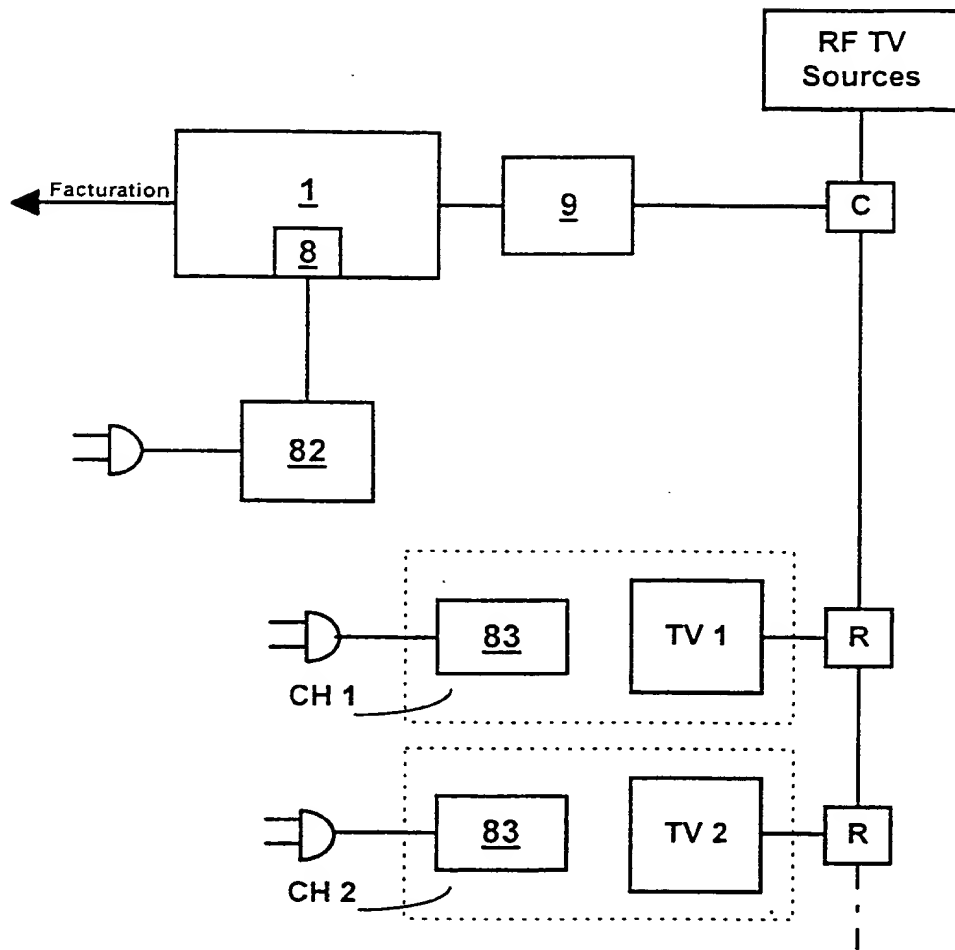 RF TV
Sources
Facturation
1
9
C
8
82
83
TV 1
R
CH 1
83
TV 2
R
CH 2